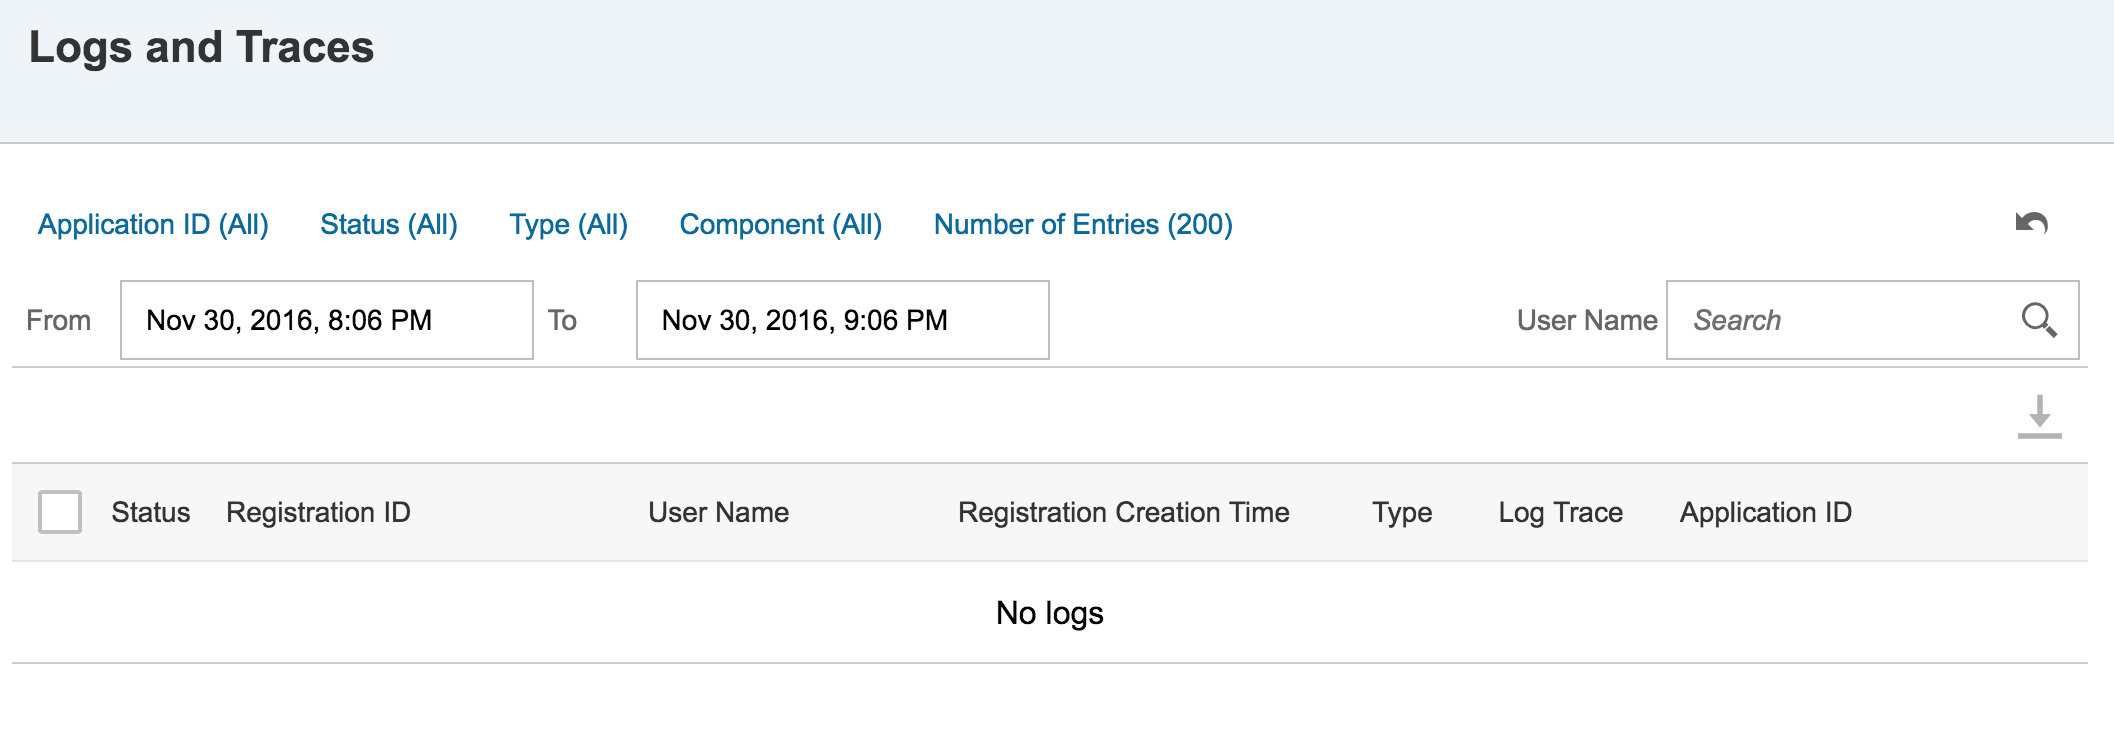 Logs and Traces
Application ID (All) Status (All) Type (All) Component (All) Number of Entries (200)
From Nov 30, 2016, 8:06 PM To Nov 30, 2016, 9:06 PM User Name Search
Status Registration ID User Name Registration Creation Time Type Log Trace Application ID
No logs